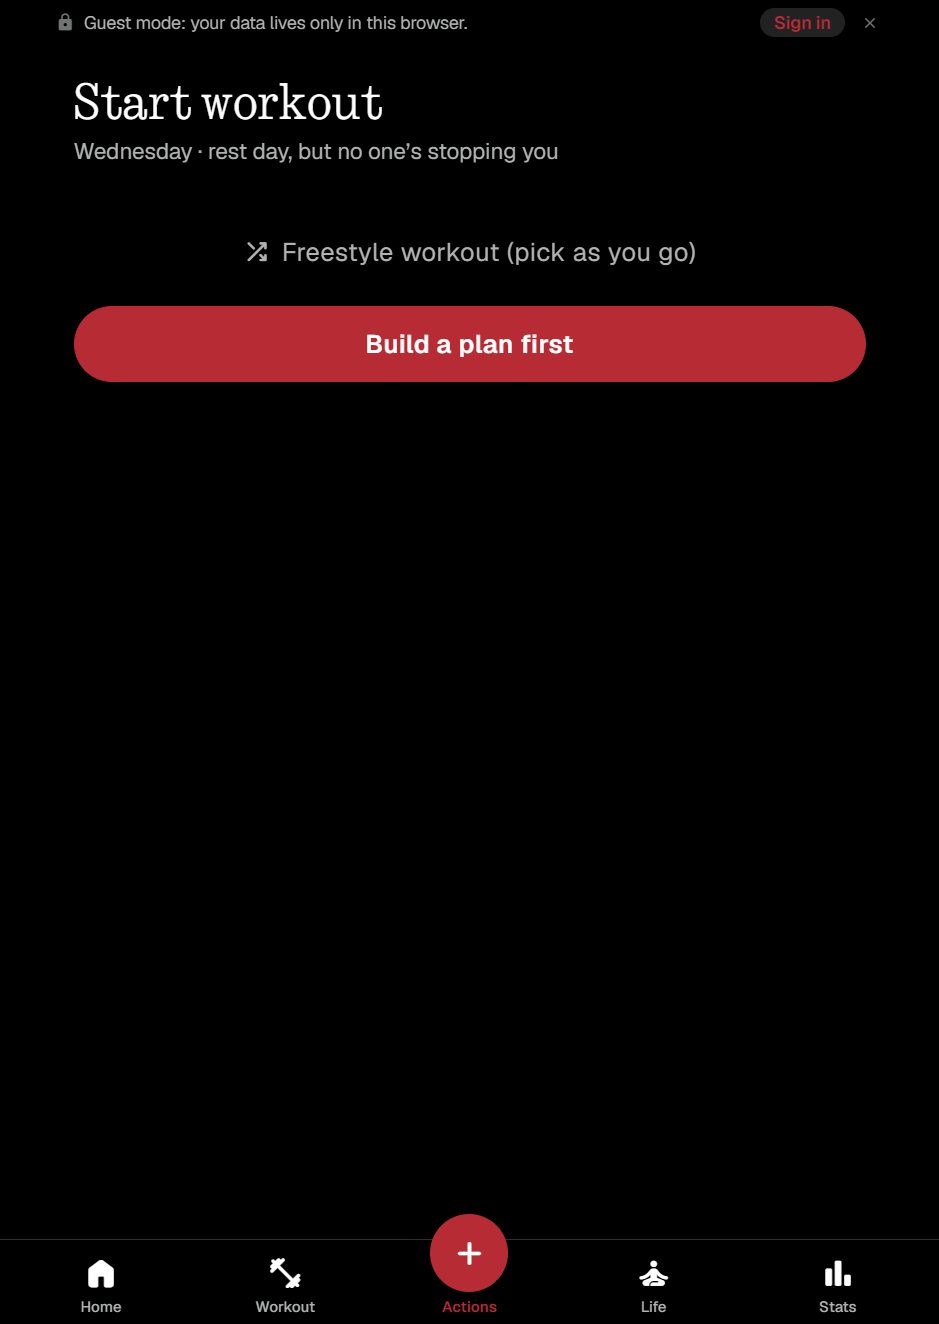 Guest mode: your data lives only in this browser.
Sign in
Start workout
Wednesday · rest day, but no one’s stopping you
Freestyle workout (pick as you go)
Build a plan first
Home
Workout
Actions
Life
Stats